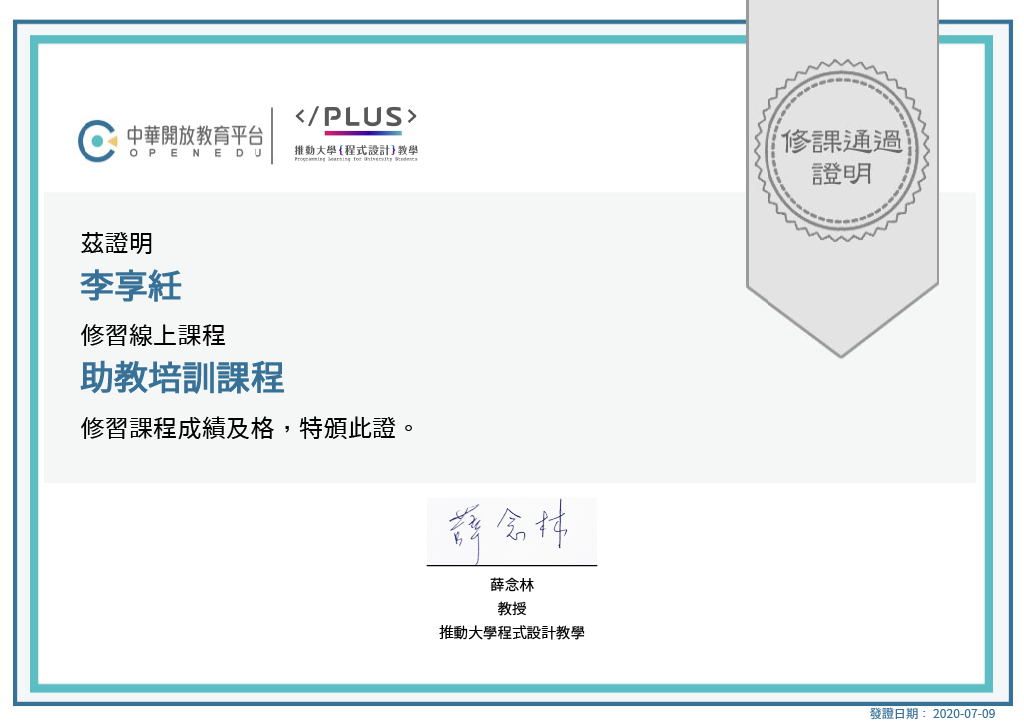 中華開放教育平台
OPENEDU
</PLUS>
推動大學{程式設計}教學
Programming Learning for University Students
修課通過
證明
茲證明
李享紝
修習線上課程
助教培訓課程
修習課程成績及格，特頒此證。
薛念林
薛念林
教授
推動大學程式設計教學
發證日期： 2020-07-09